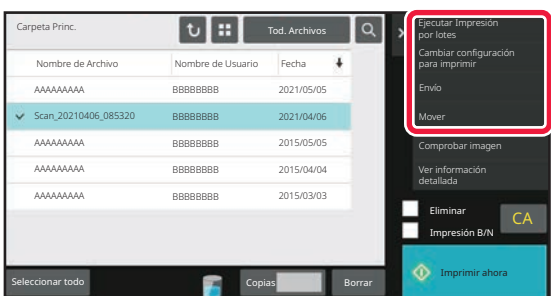 Carpeta Princ.
Tod. Archivos
Nombre de Archivo
Nombre de Usuario
Fecha
AAAAAAAAA
BBBBBBBB
2021/05/05
Scan_20210406_085320
BBBBBBBB
2021/04/06
AAAAAAAAA
BBBBBBBB
2015/05/05
AAAAAAAAA
BBBBBBBB
2015/04/04
AAAAAAAAA
BBBBBBBB
2015/03/03
Seleccionar todo
Copias
Borrar
Ejecutar Impresión
por lotes
Cambiar configuración
para imprimir
Envío
Mover
Comprobar imagen
Ver información
detallada
Eliminar
Impresión B/N
CA
Imprimir ahora